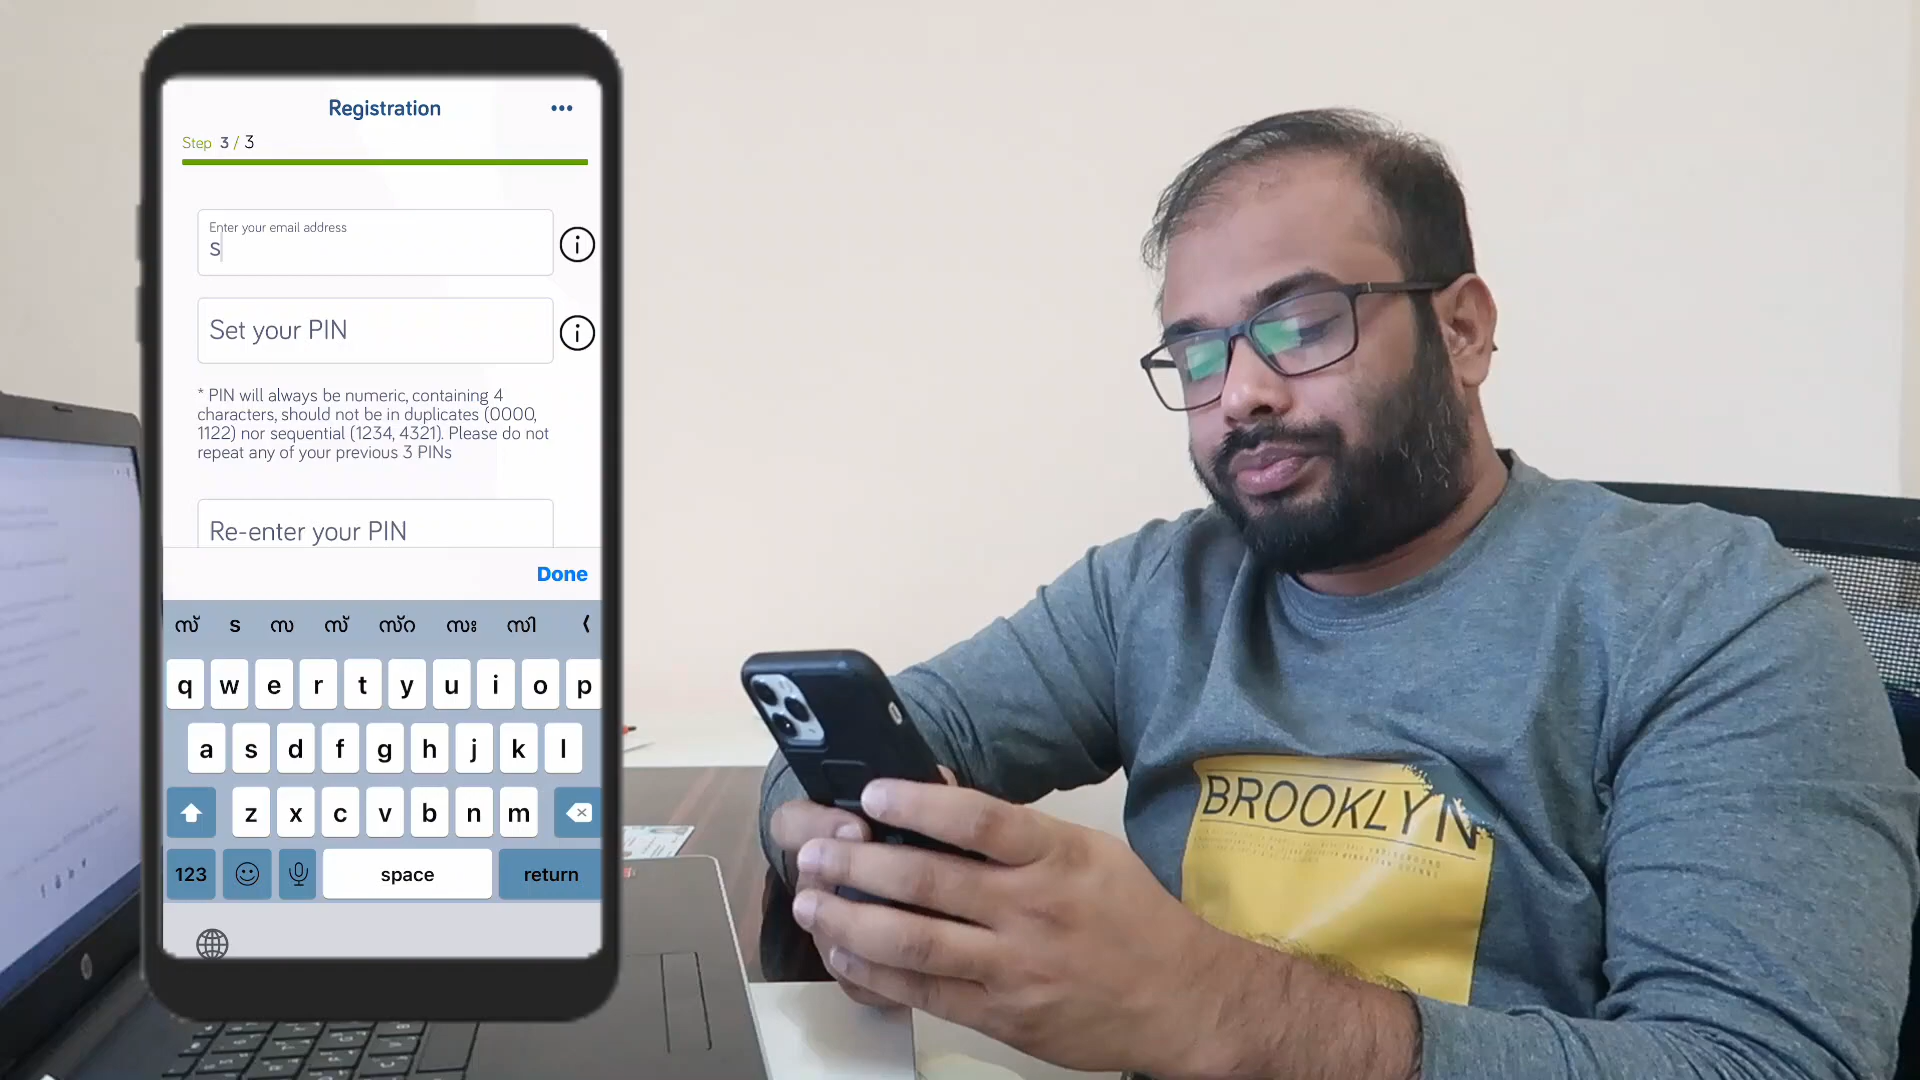 Registration
•••
Step 3 / 3
Enter your email address
s
Set your PIN
* PIN will always be numeric, containing 4
characters, should not be in duplicates (0000,
1122) nor sequential (1234, 4321). Please do not
repeat any of your previous 3 PINs
Re-enter your PIN
Done
സ് s സ സ് സ്റ സഃ സി
q w e r t y u i o p
a s d f g h j k l
z x c v b n m
123 space return
BROOKLYN
hp